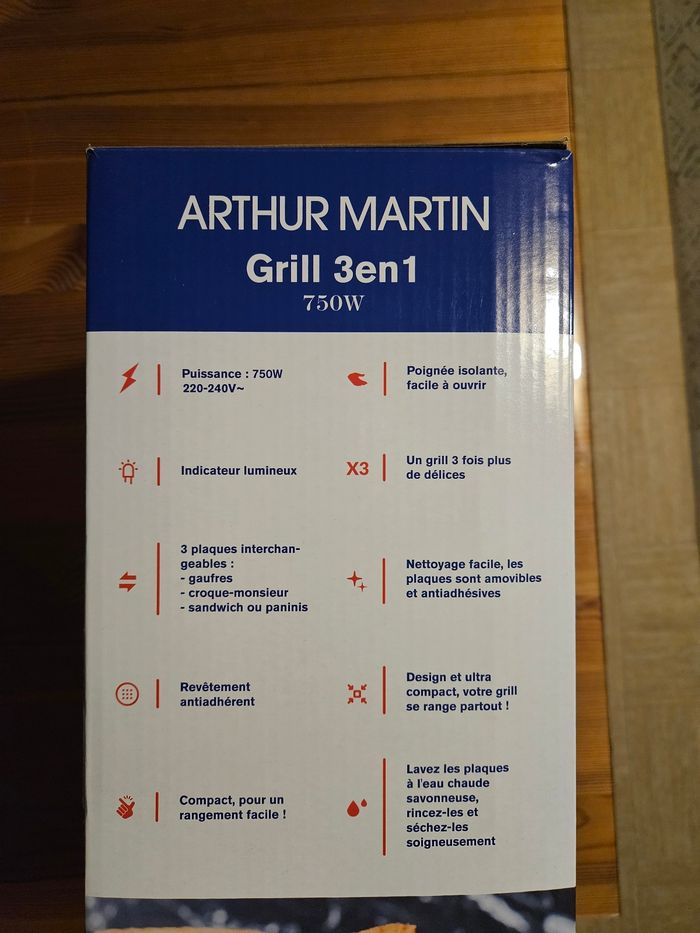 ARTHUR MARTIN
Grill 3en1
750W
Puissance : 750W
220-240V~
Indicateur lumineux
3 plaques interchan-
geables :
- gaufres
- croque-monsieur
- sandwich ou paninis
Revêtement
antiadhérent
Compact, pour un
rangement facile !
Poignée isolante,
facile à ouvrir
X3
Un grill 3 fois plus
de délices
Nettoyage facile, les
plaques sont amovibles
et antiadhésives
Design et ultra
compact, votre grill
se range partout !
Lavez les plaques
à l'eau chaude
savonneuse,
rincez-les et
séchez-les
soigneusement